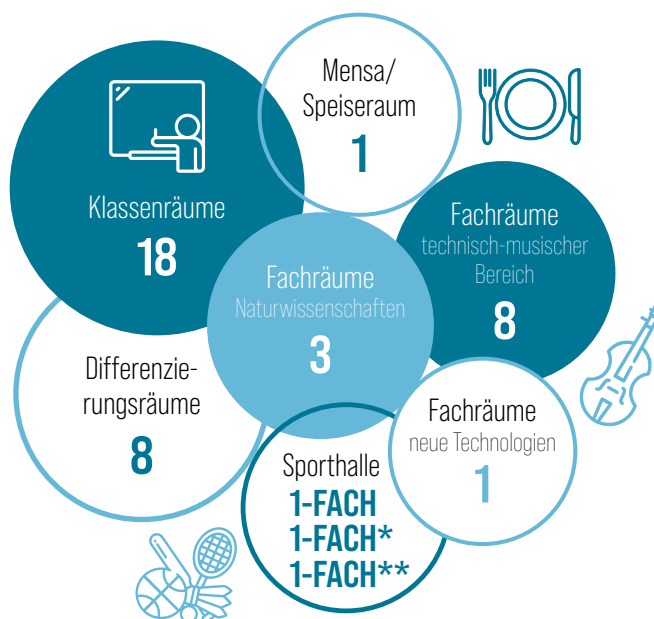 Mensa/
Speiseraum
1
Klassenräume
18
Fachräume
technisch-musischer
Bereich
8
Fachräume
Naturwissenschaften
3
Differenzie-
rungsräume
8
Fachräume
neue Technologien
1
Sporthalle
1-FACH
1-FACH*
1-FACH**